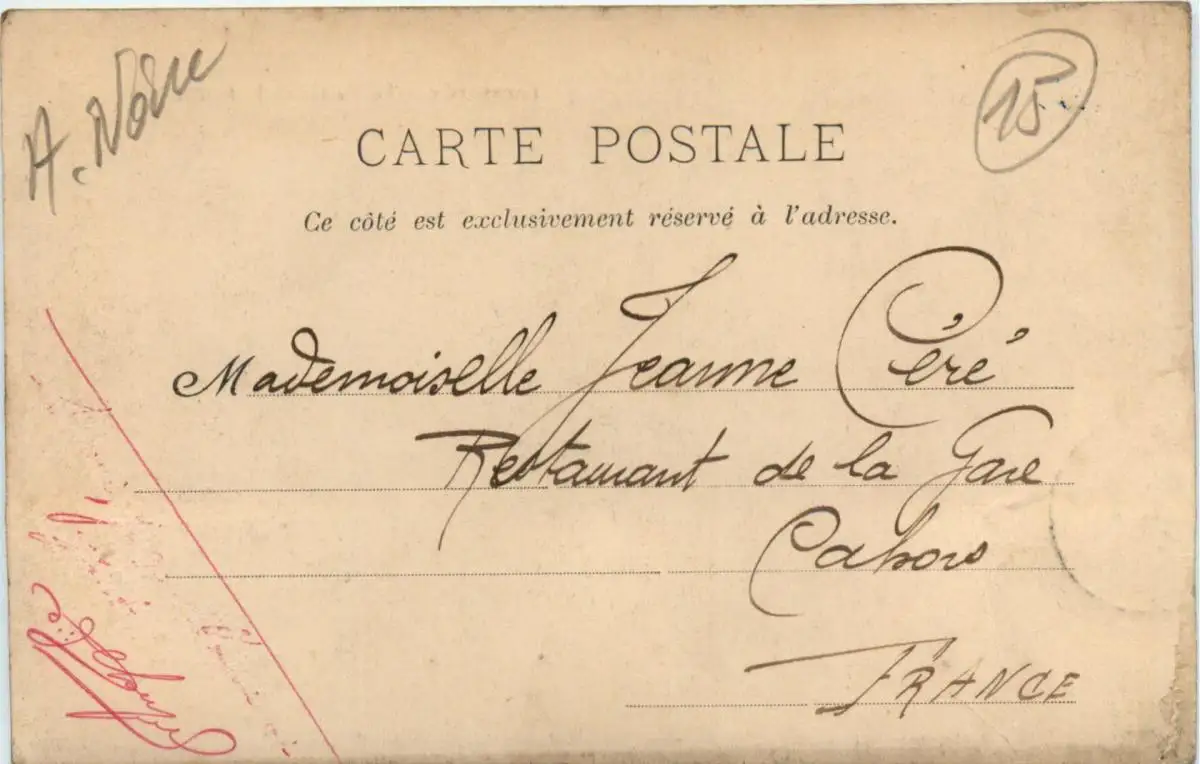 A. Noire
15
CARTE POSTALE
Ce côté est exclusivement réservé à l'adresse.
Mademoiselle Jeanne Céré
Restaurant de la Gare
Cahors
FRANCE